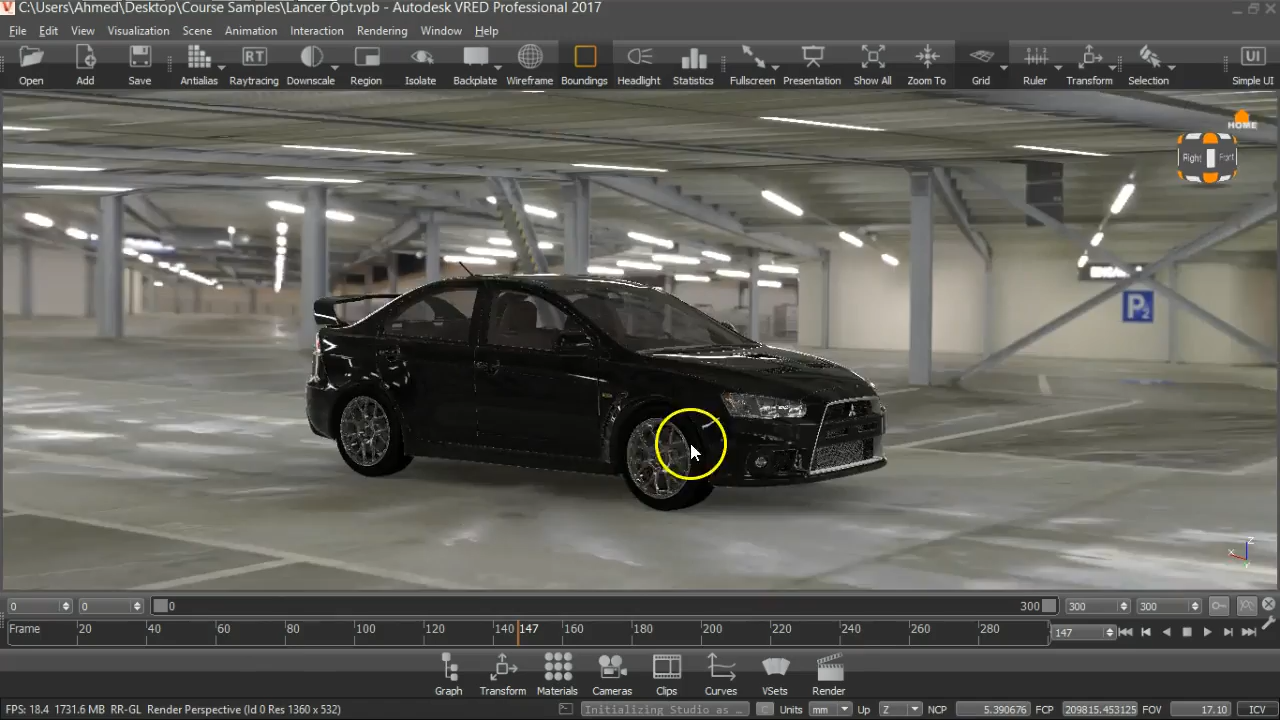 C:\Users\Ahmed\Desktop\Course Samples\Lancer Opt.vpb - Autodesk VRED Professional 2017
File Edit View Visualization Scene Animation Interaction Rendering Window Help
Open Add Save Antialias Raytracing Downscale Region Isolate Backplate Wireframe Boundings Headlight Statistics Fullscreen Presentation Show All Zoom To Grid Ruler Transform Selection Simple UI
RT
UI
HOME
Right
P2
Z
X
0 0 0 300 300 300
Frame 20 40 60 80 100 120 140 147 160 180 200 220 240 260 280 147
Graph Transform Materials Cameras Clips Curves VSets Render
FPS: 18.4 1731.6 MB RR-GL Render Perspective (Id 0 Res 1360 x 532) Initializing Studio as ... C Units mm Up Z NCP 5.390676 FCP 209815.453125 FOV 17.10 ICV